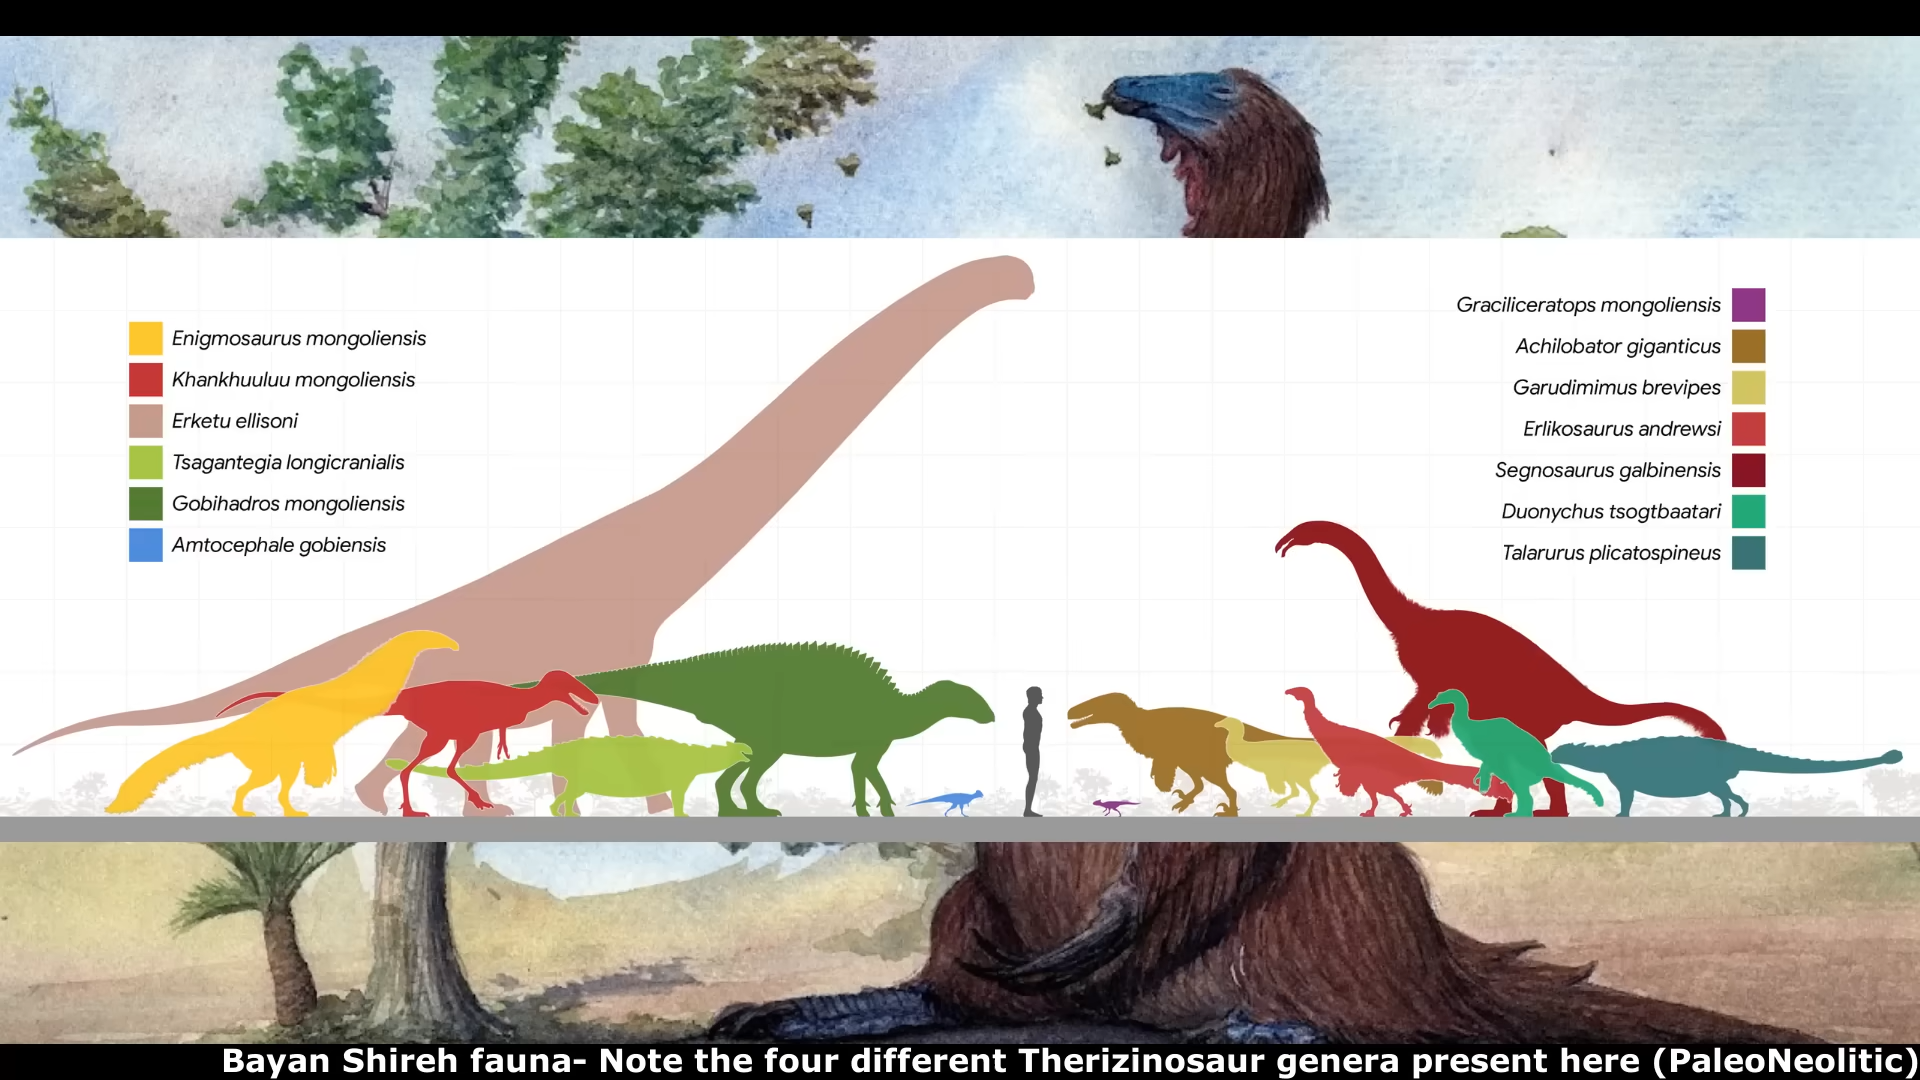 Enigmosaurus mongoliensis
Khankhuuluu mongoliensis
Erketu ellisoni
Tsagantegia longicranialis
Gobihadros mongoliensis
Amtocephale gobiensis
Graciliceratops mongoliensis
Achilobator giganticus
Garudimimus brevipes
Erlikosaurus andrewsi
Segnosaurus galbinensis
Duonychus tsogtbaatari
Talarurus plicatospineus
Bayan Shireh fauna- Note the four different Therizinosaur genera present here (PaleoNeolitic)